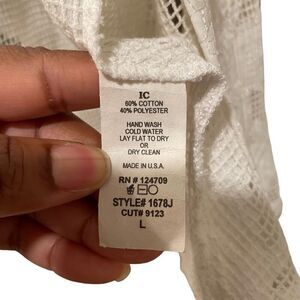 IC
60% COTTON
40% POLYESTER
HAND WASH
COLD WATER
LAY FLAT TO DRY
OR
DRY CLEAN
MADE IN U.S.A.
RN # 124709
STYLE# 1678J
CUT# 9123
L